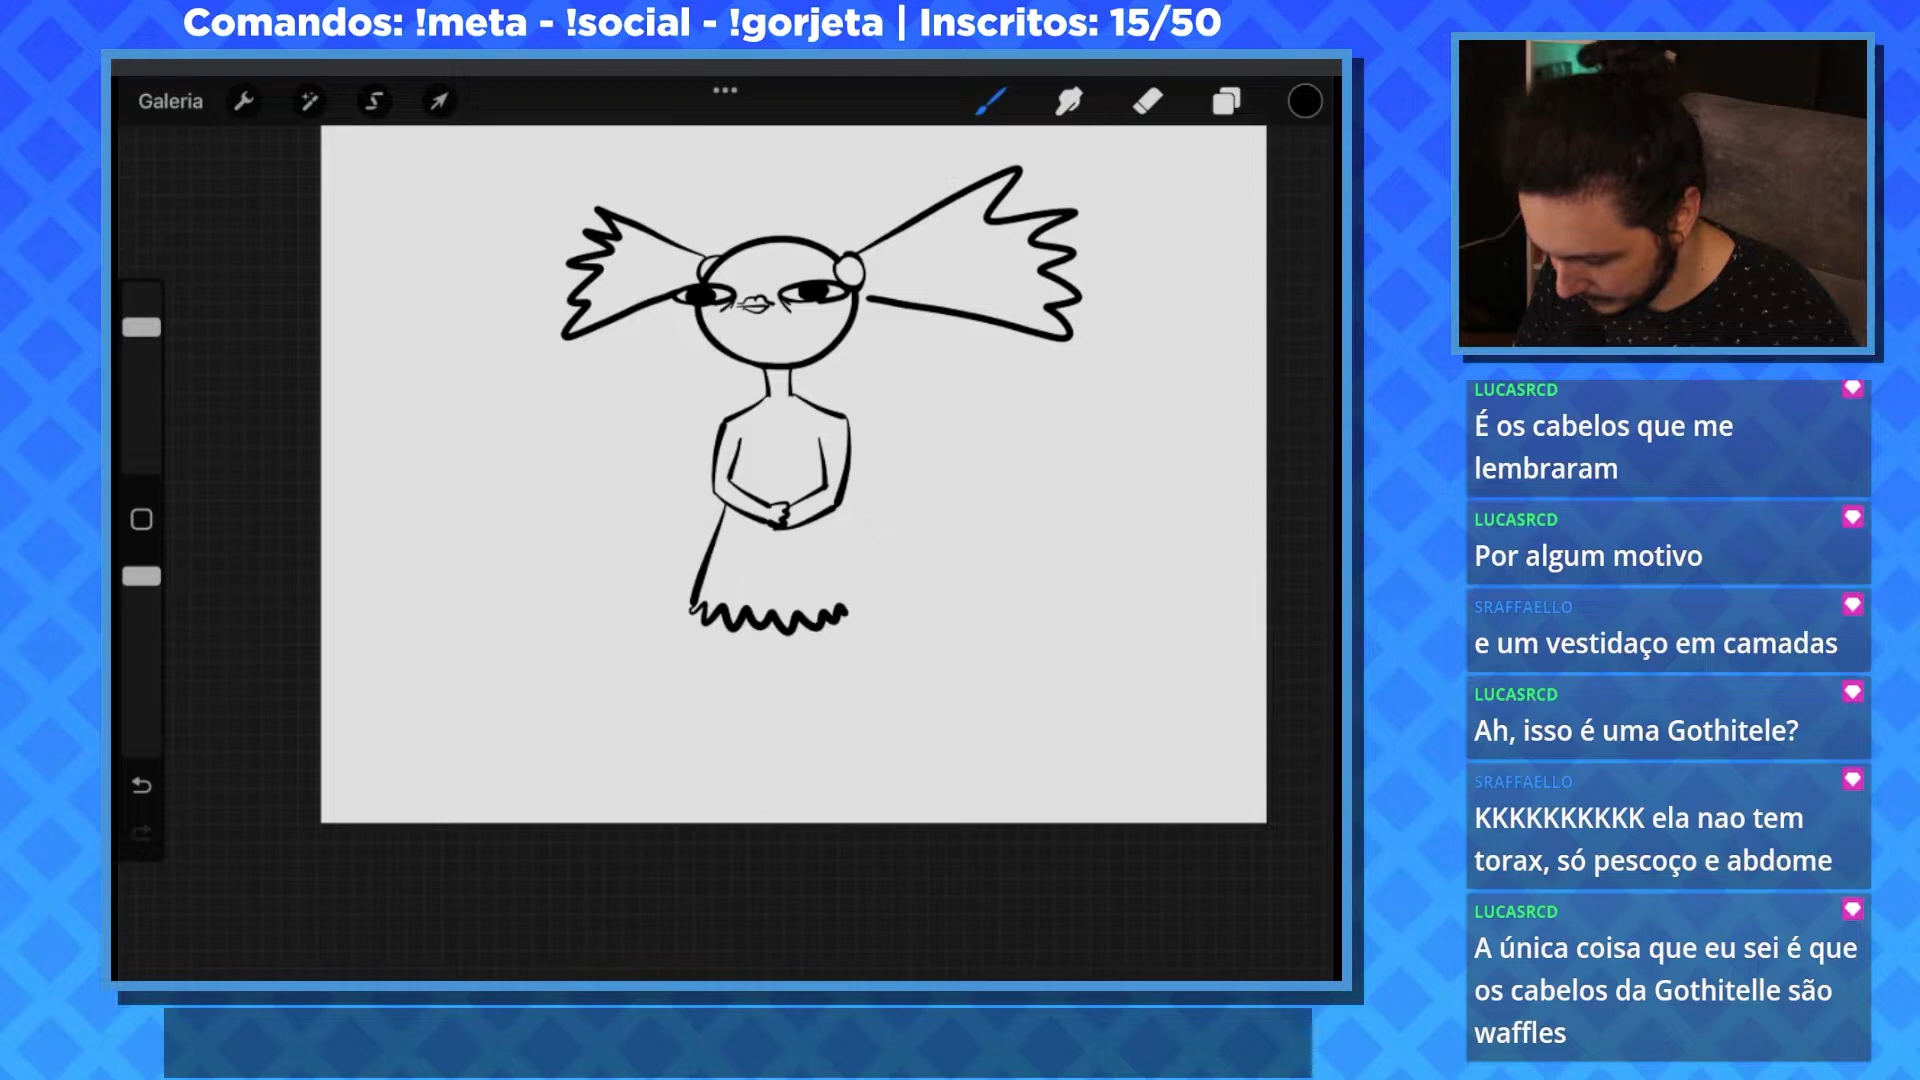 Comandos: !meta - !social - !gorjeta | Inscritos: 15/50
Galeria
LUCASRCD
É os cabelos que me
lembraram
LUCASRCD
Por algum motivo
SRAFFAELLO
e um vestidaço em camadas
LUCASRCD
Ah, isso é uma Gothitele?
SRAFFAELLO
KKKKKKKKKK ela nao tem
torax, só pescoço e abdome
LUCASRCD
A única coisa que eu sei é que
os cabelos da Gothitelle são
waffles